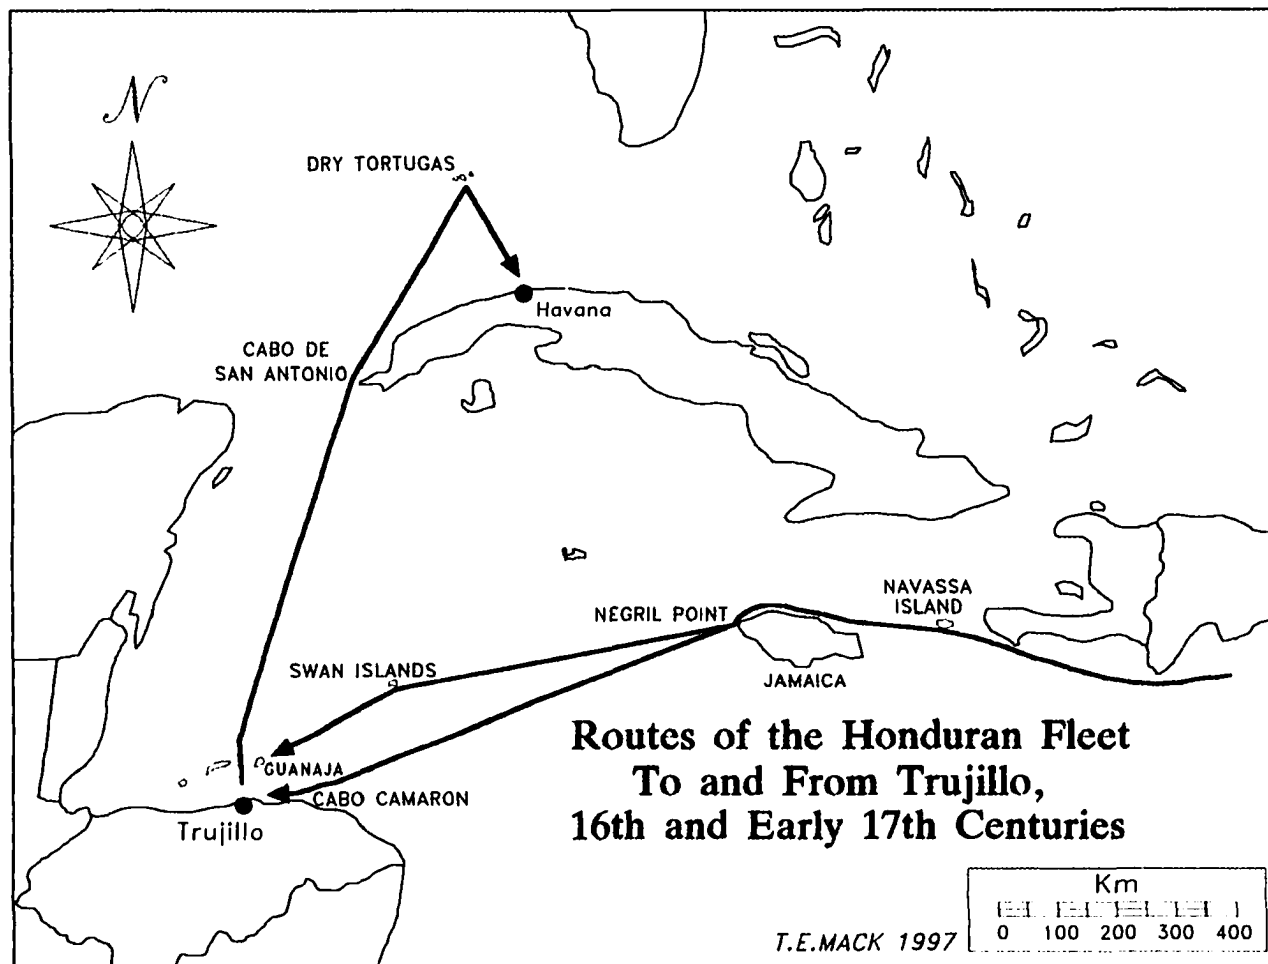 N
DRY TORTUGAS
Havana
CABO DE
SAN ANTONIO
NAVASSA
ISLAND
NEGRIL POINT
SWAN ISLANDS
JAMAICA
GUANAJA
CABO CAMARON
Trujillo
Routes of the Honduran Fleet
To and From Trujillo,
16th and Early 17th Centuries
Km
0 100 200 300 400
T.E.MACK 1997